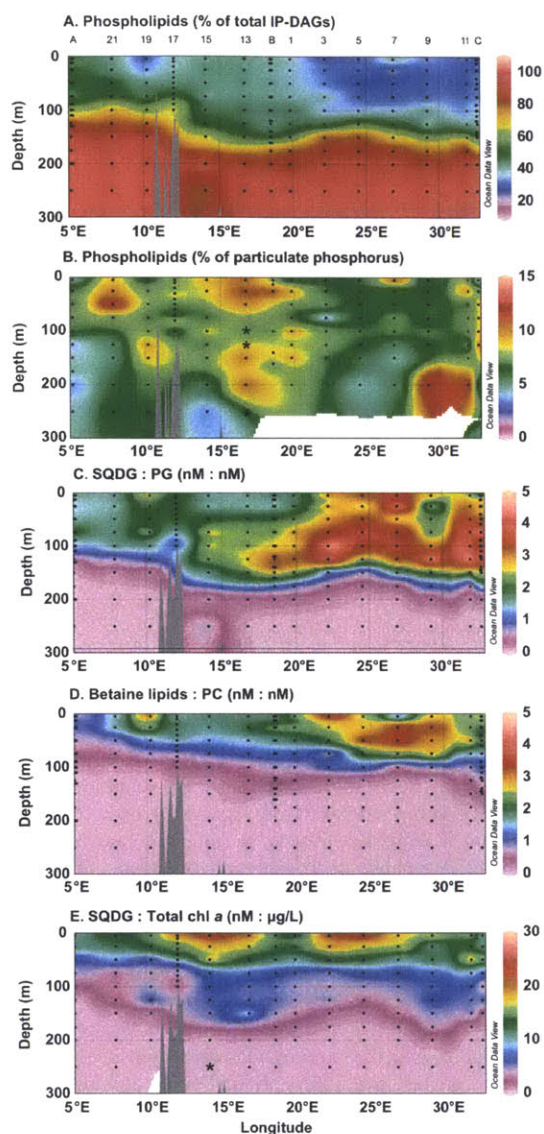 A. Phospholipids (% of total IP-DAGs)
A 21 19 17 15 13 B 1 3 5 7 9 11 C
0
100
200
300
Depth (m)
5°E 10°E 15°E 20°E 25°E 30°E
100
80
60
40
20
Ocean Data View
B. Phospholipids (% of particulate phosphorus)
0
100
200
300
Depth (m)
5°E 10°E 15°E 20°E 25°E 30°E
15
10
5
0
Ocean Data View
C. SQDG : PG (nM : nM)
0
100
200
300
Depth (m)
5°E 10°E 15°E 20°E 25°E 30°E
5
4
3
2
1
0
Ocean Data View
D. Betaine lipids : PC (nM : nM)
0
100
200
300
Depth (m)
5°E 10°E 15°E 20°E 25°E 30°E
5
4
3
2
1
0
Ocean Data View
E. SQDG : Total chl a (nM : µg/L)
0
100
200
300
Depth (m)
5°E 10°E 15°E 20°E 25°E 30°E
30
20
10
0
Ocean Data View
Longitude